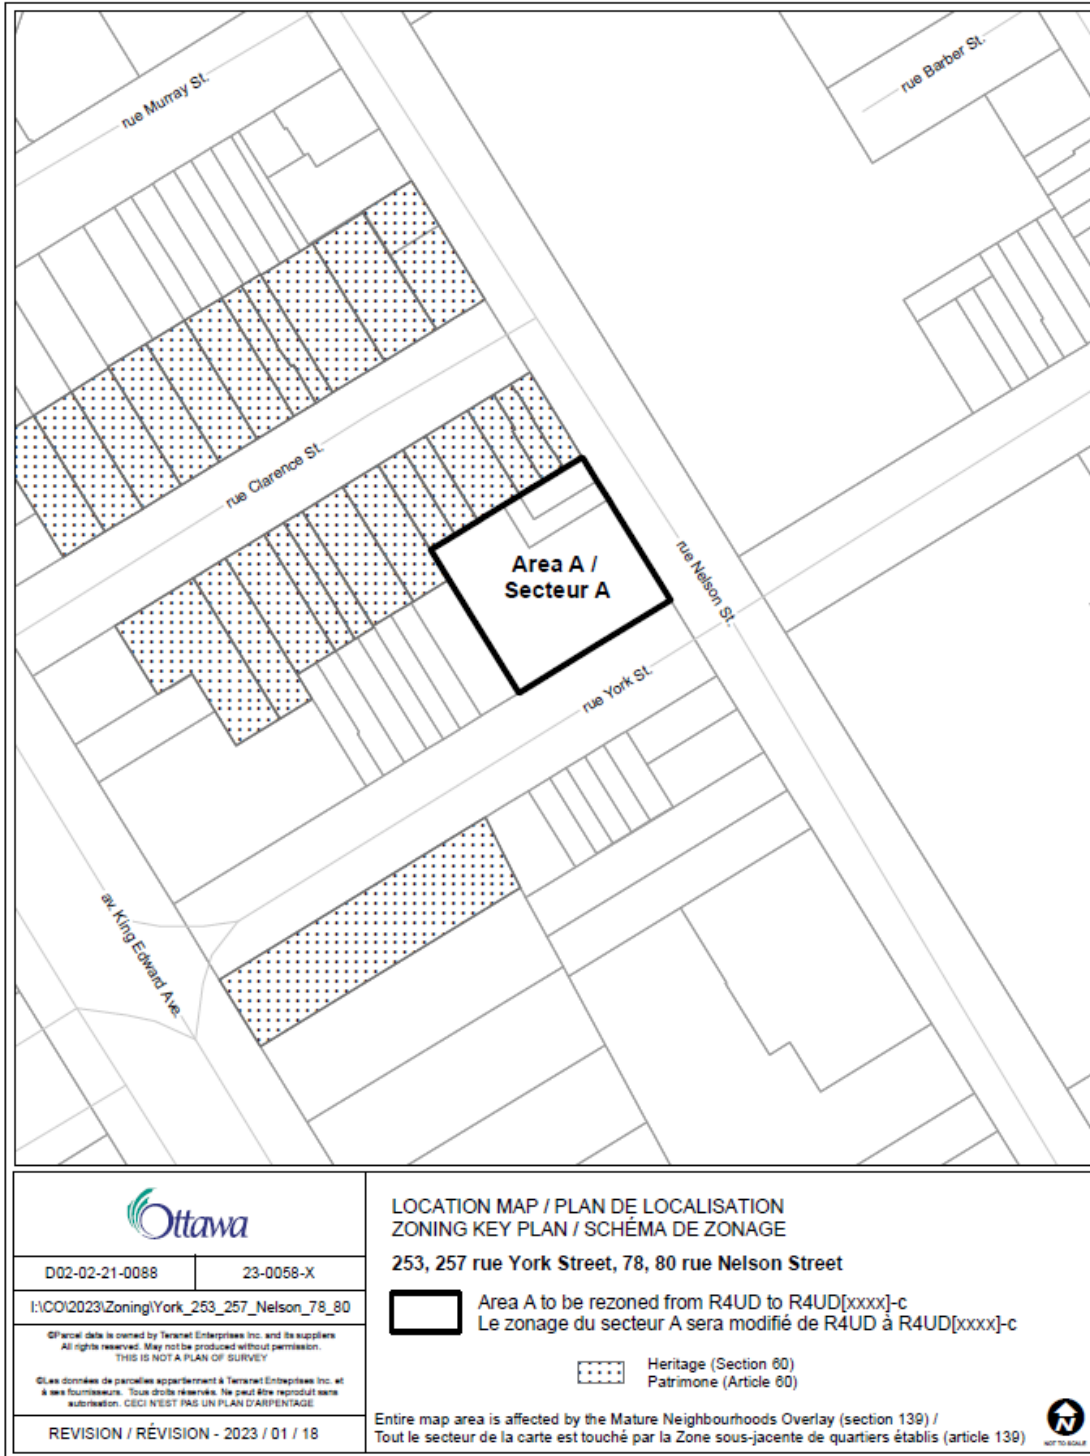 rue Murray St.
rue Barber St.
rue Clarence St.
Area A /
Secteur A
rue Nelson St.
rue York St.
av. King Edward Ave.
Ottawa
D02-02-21-0088
23-0058-X
I:\CO\2023\Zoning\York_253_257_Nelson_78_80
©Parcel data is owned by Teranet Enterprises Inc. and its suppliers
All rights reserved. May not be produced without permission.
THIS IS NOT A PLAN OF SURVEY
©Les données de parcelles appartiennent à Teranet Entreprises Inc. et
à ses fournisseurs. Tous droits réservés. Ne peut être reproduit sans
autorisation. CECI N'EST PAS UN PLAN D'ARPENTAGE
REVISION / RÉVISION - 2023 / 01 / 18
LOCATION MAP / PLAN DE LOCALISATION
ZONING KEY PLAN / SCHÉMA DE ZONAGE
253, 257 rue York Street, 78, 80 rue Nelson Street
Area A to be rezoned from R4UD to R4UD[xxxx]-c
Le zonage du secteur A sera modifié de R4UD à R4UD[xxxx]-c
Heritage (Section 60)
Patrimone (Article 60)
Entire map area is affected by the Mature Neighbourhoods Overlay (section 139) /
Tout le secteur de la carte est touché par la Zone sous-jacente de quartiers établis (article 139)
N
NOT TO SCALE